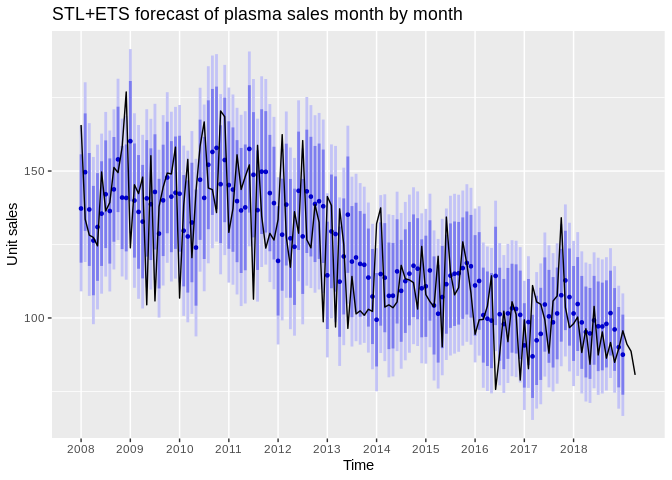 STL+ETS forecast of plasma sales month by month
Unit sales
150
100
2008 2009 2010 2011 2012 2013 2014 2015 2016 2017 2018
Time